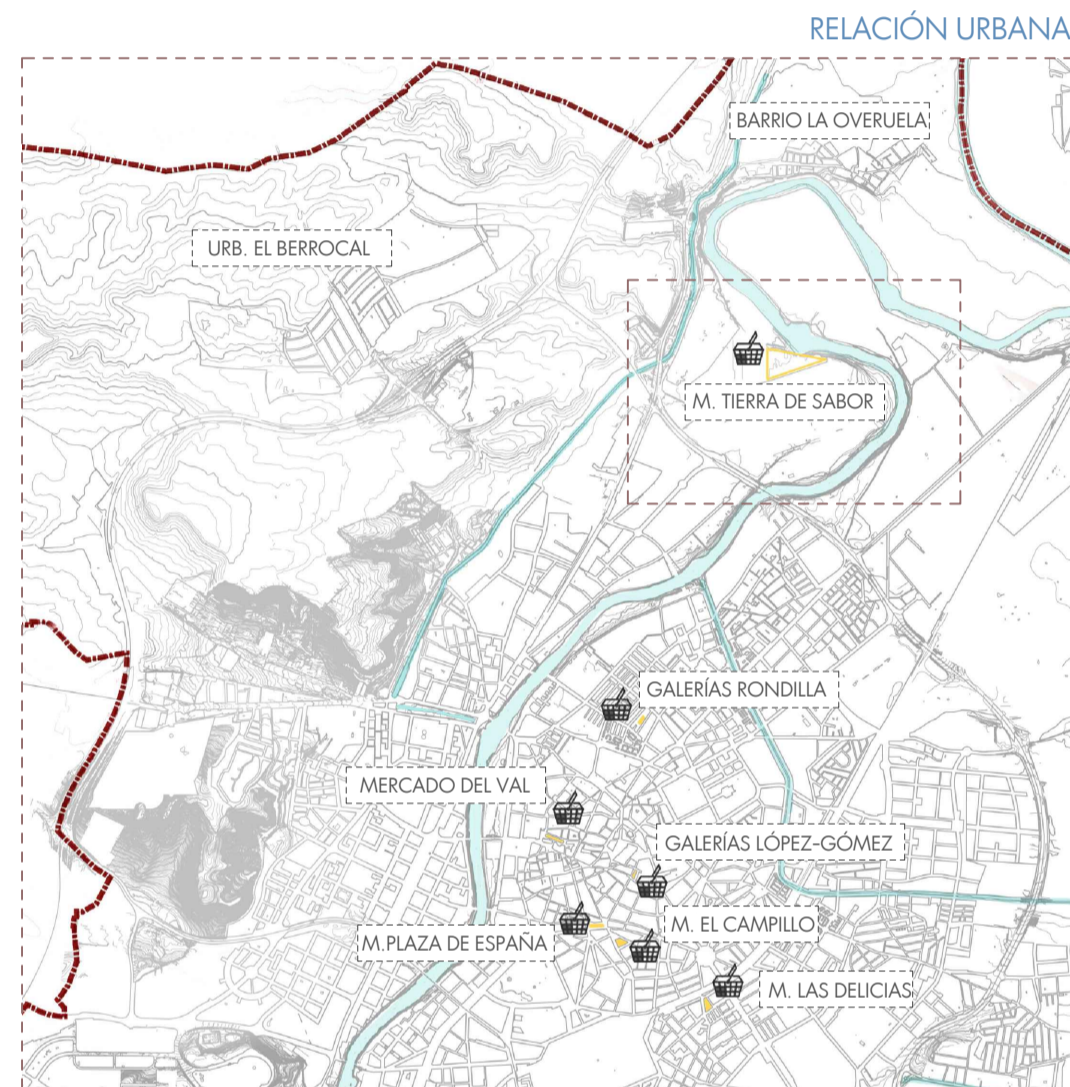 RELACIÓN URBANA
BARRIO LA OVERUELA
URB. EL BERROCAL
M. TIERRA DE SABOR
GALERÍAS RONDILLA
MERCADO DEL VAL
GALERÍAS LÓPEZ-GÓMEZ
M. EL CAMPILLO
M.PLAZA DE ESPAÑA
M. LAS DELICIAS